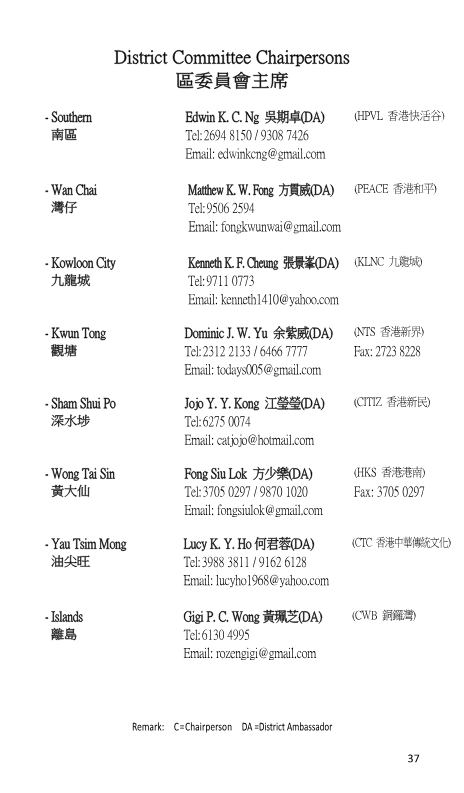 District Committee Chairpersons
區委員會主席
- Southern Edwin K. C. Ng 吳期卓(DA) (HPVL 香港快活谷)
南區 Tel: 2694 8150 / 9308 7426
Email: edwinkcng@gmail.com
- Wan Chai Matthew K. W. Fong 方貫威(DA) (PEACE 香港和平)
灣仔 Tel: 9506 2594
Email: fongkwunwai@gmail.com
- Kowloon City Kenneth K. F. Cheung 張景峯(DA) (KLNC 九龍城)
九龍城 Tel: 9711 0773
Email: kenneth1410@yahoo.com
- Kwun Tong Dominic J. W. Yu 余紫威(DA) (NTS 香港新界)
觀塘 Tel: 2312 2133 / 6466 7777 Fax: 2723 8228
Email: todays005@gmail.com
- Sham Shui Po Jojo Y. Y. Kong 江瑩瑩(DA) (CITIZ 香港新民)
深水埗 Tel: 6275 0074
Email: catjojo@hotmail.com
- Wong Tai Sin Fong Siu Lok 方少樂(DA) (HKS 香港港南)
黃大仙 Tel: 3705 0297 / 9870 1020 Fax: 3705 0297
Email: fongsiulok@gmail.com
- Yau Tsim Mong Lucy K. Y. Ho 何君蓉(DA) (CTC 香港中華傳統文化)
油尖旺 Tel: 3988 3811 / 9162 6128
Email: lucyho1968@yahoo.com
- Islands Gigi P. C. Wong 黃珮芝(DA) (CWB 銅鑼灣)
離島 Tel: 6130 4995
Email: rozengigi@gmail.com
Remark: C=Chairperson DA =District Ambassador
37